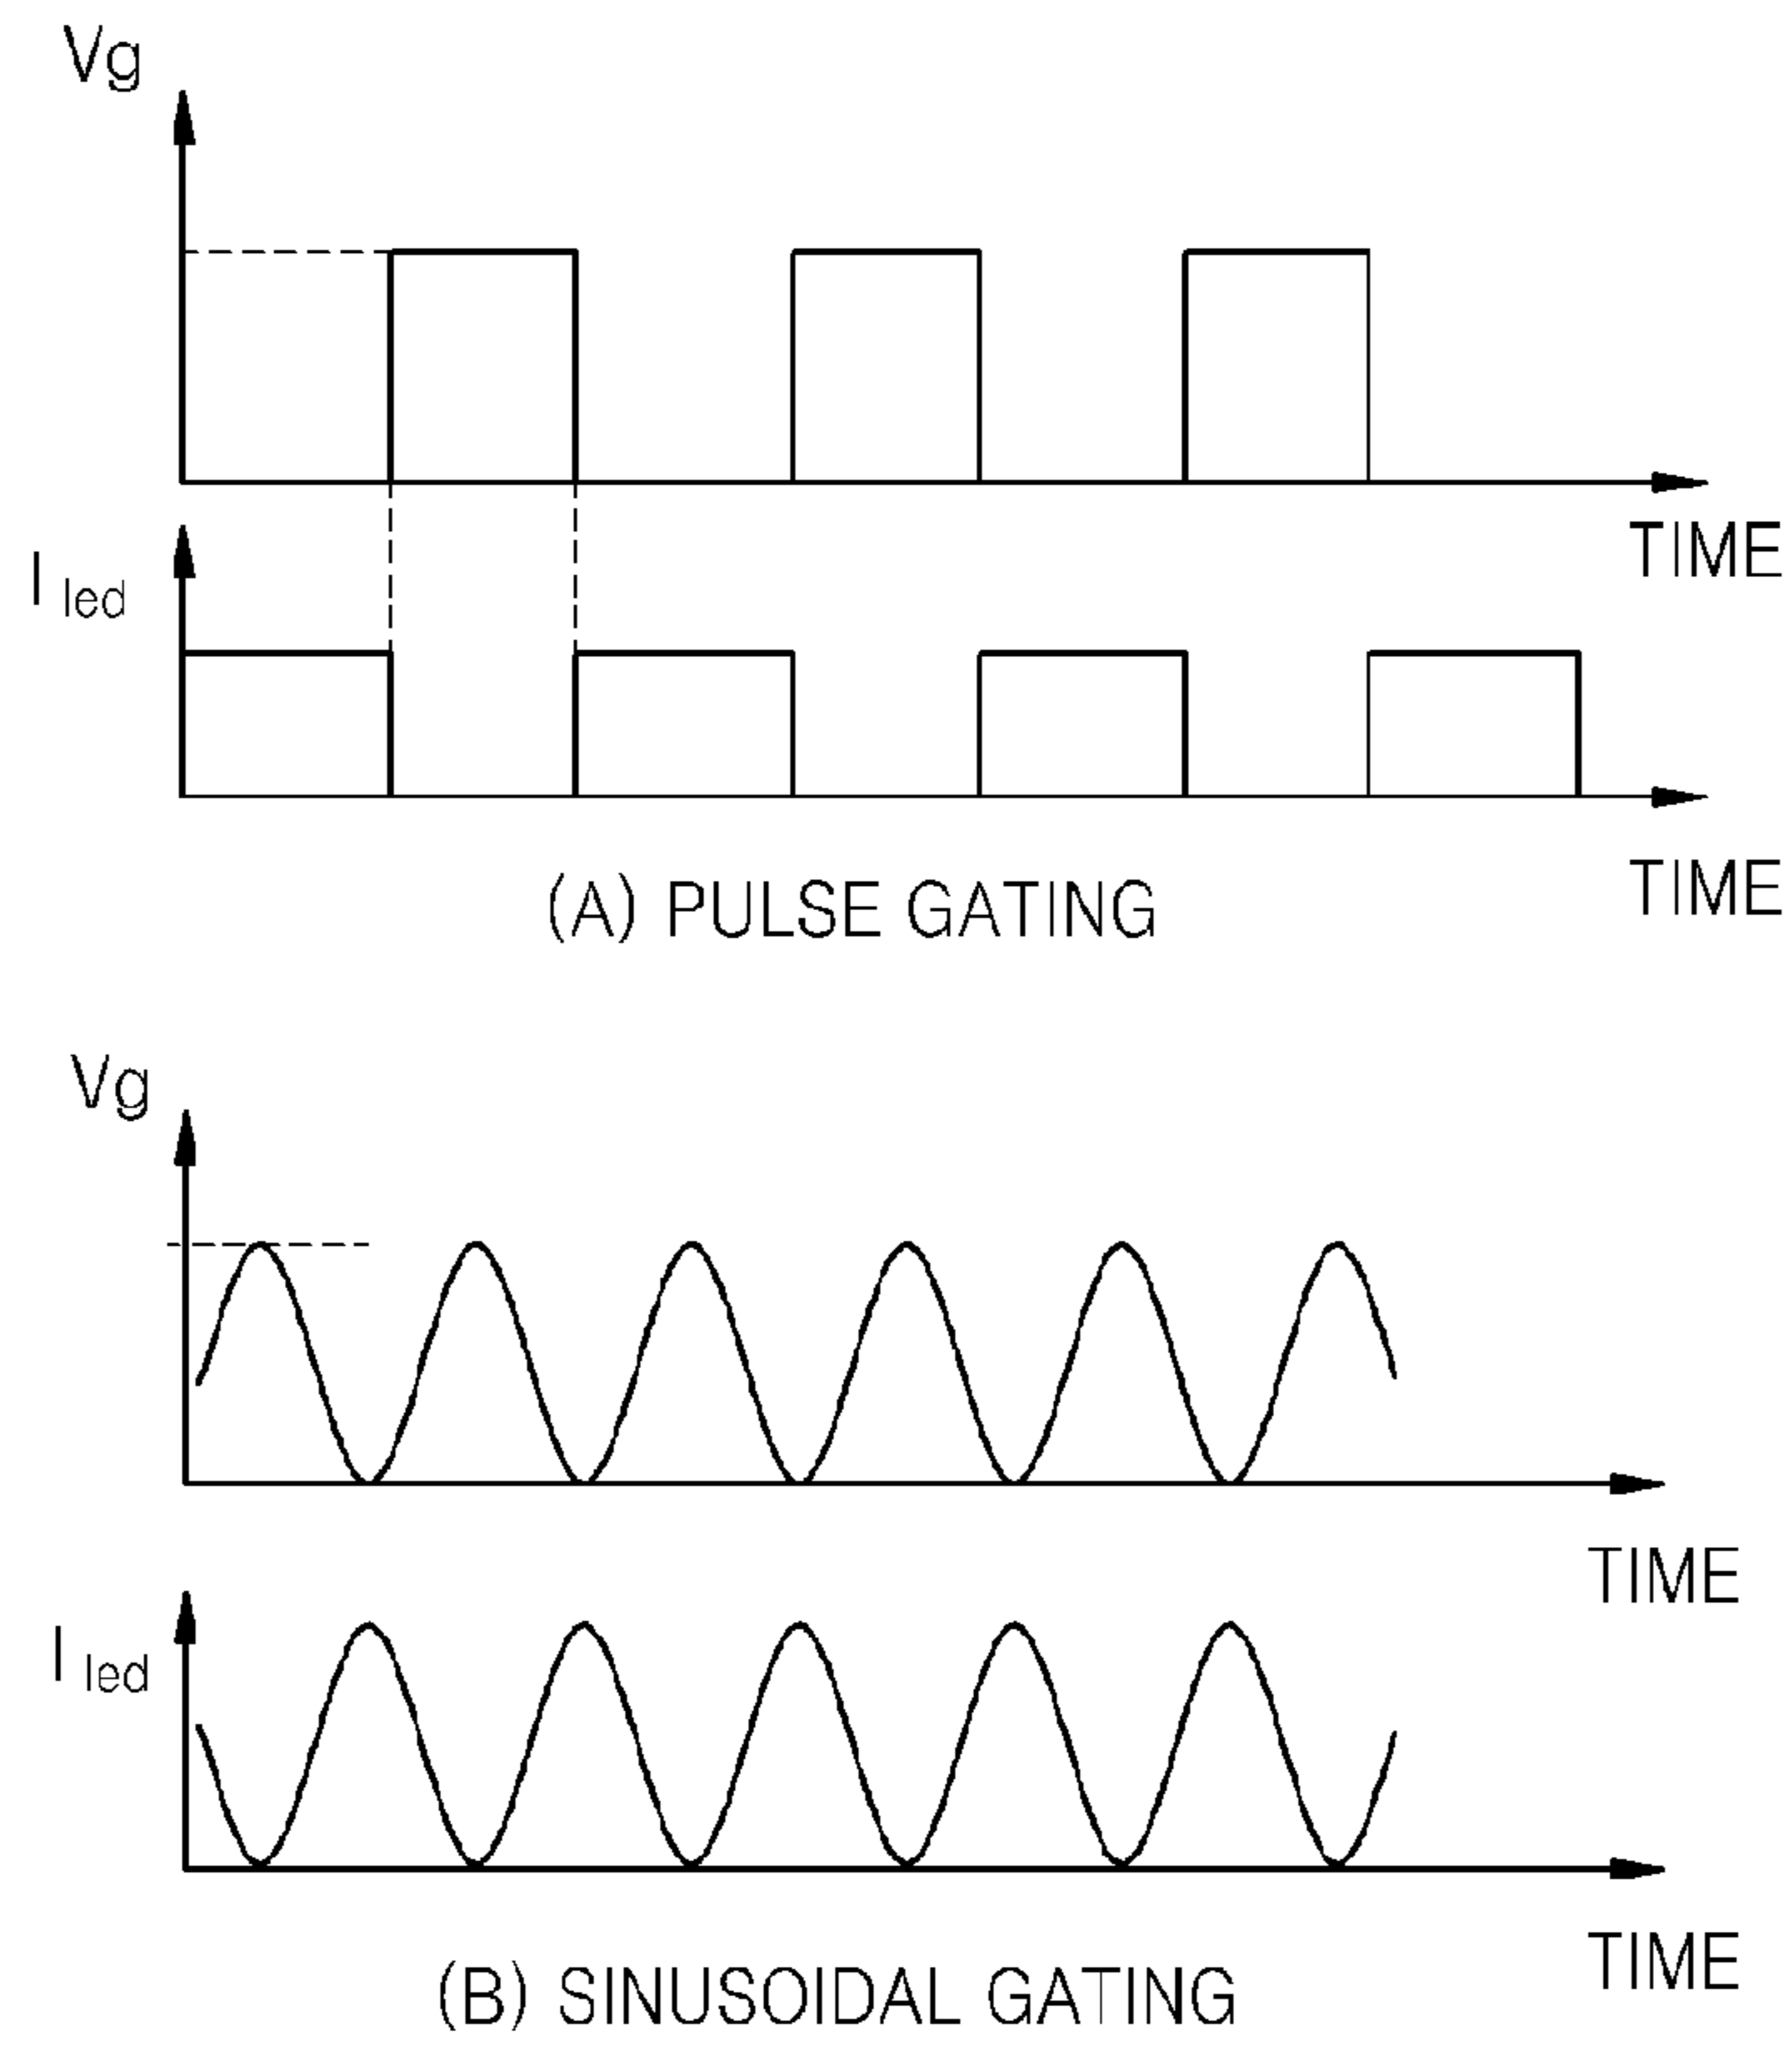 Vg
TIME
I led
TIME
(A) PULSE GATING
Vg
TIME
I led
TIME
(B) SINUSOIDAL GATING